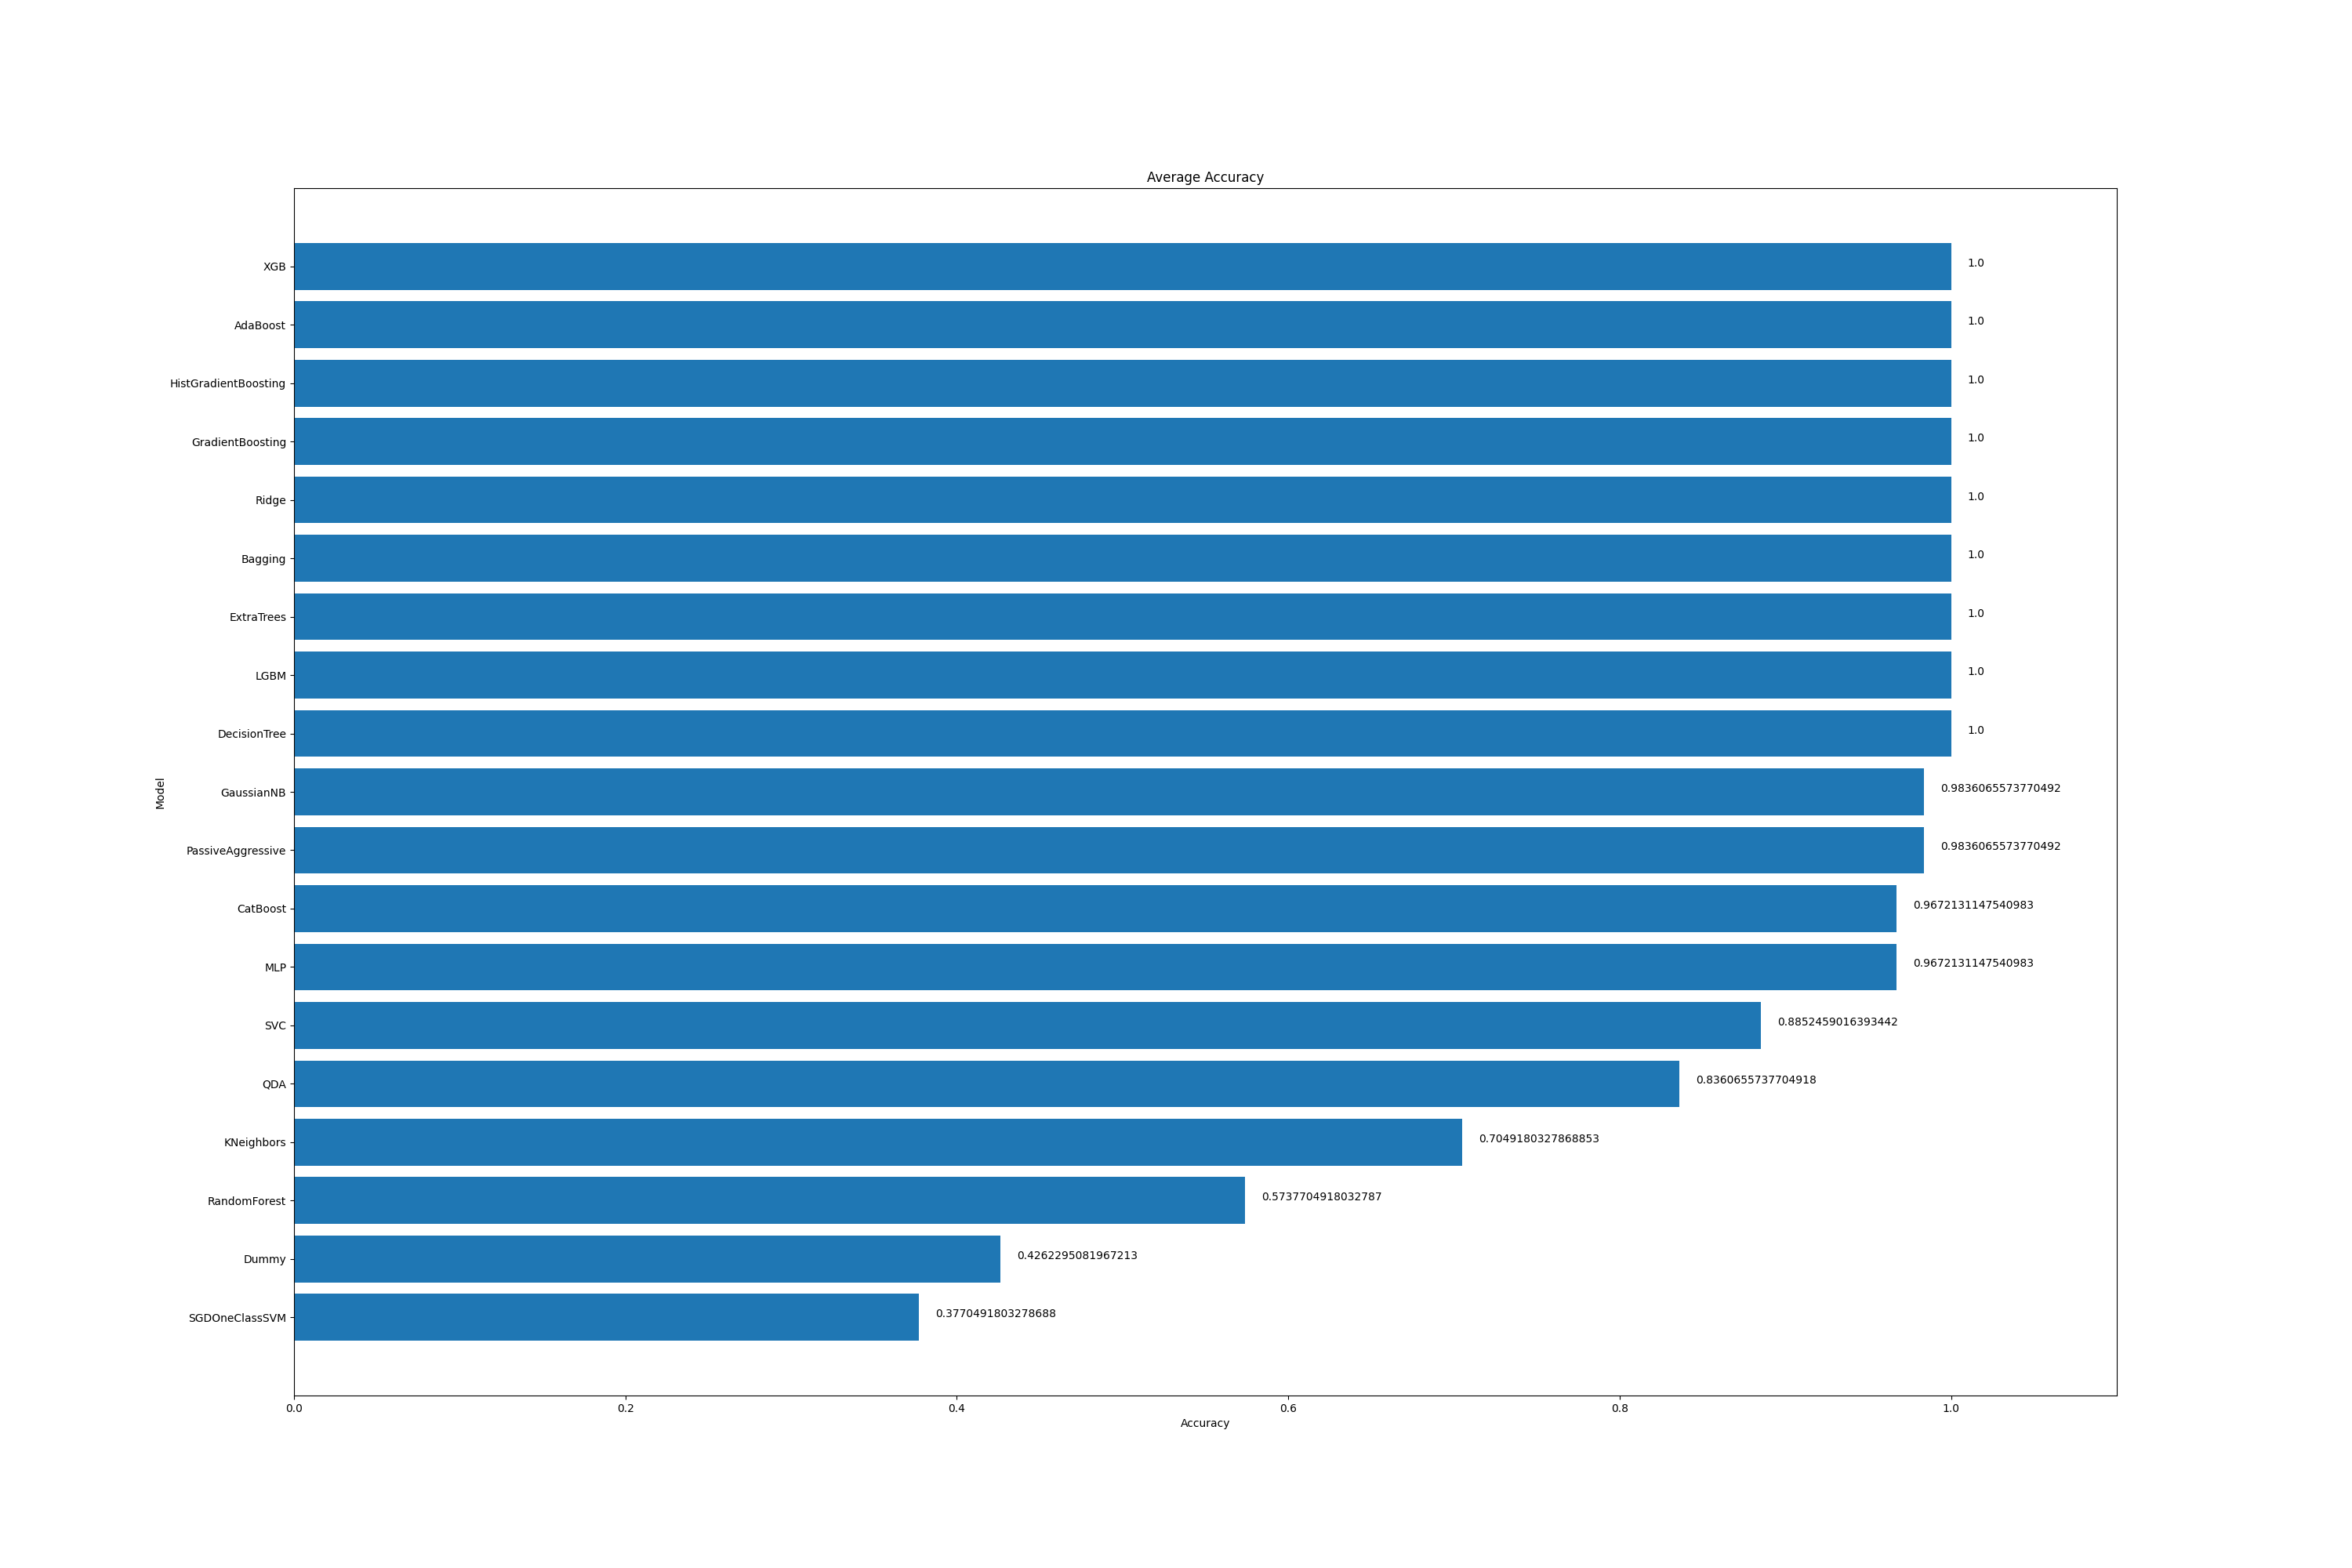 Average Accuracy
XGB 1.0
AdaBoost 1.0
HistGradientBoosting 1.0
GradientBoosting 1.0
Ridge 1.0
Bagging 1.0
ExtraTrees 1.0
LGBM 1.0
DecisionTree 1.0
GaussianNB 0.9836065573770492
PassiveAggressive 0.9836065573770492
CatBoost 0.9672131147540983
MLP 0.9672131147540983
SVC 0.8852459016393442
QDA 0.8360655737704918
KNeighbors 0.7049180327868853
RandomForest 0.5737704918032787
Dummy 0.4262295081967213
SGDOneClassSVM 0.3770491803278688
Model
0.0 0.2 0.4 0.6 0.8 1.0
Accuracy